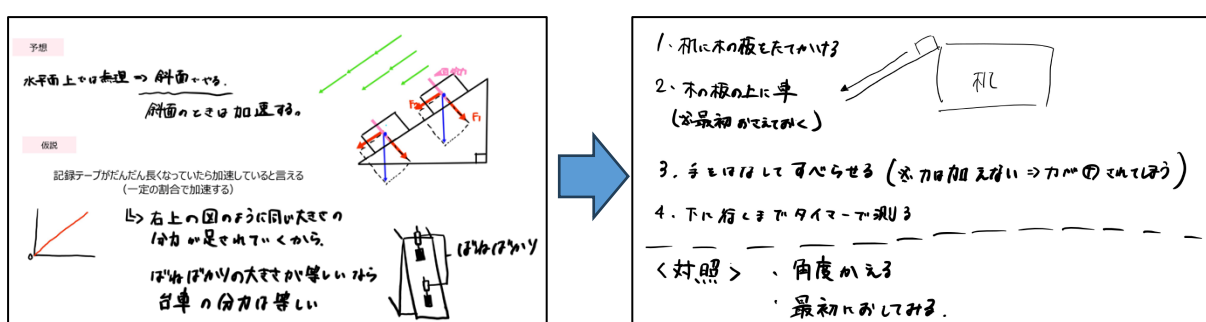 予想
水平面上では無理 ⇒ 斜面でやる.
斜面のときは加速する。
仮説
記録テープがだんだん長くなっていたら加速していると言える
(一定の割合で加速する)
右上の図のように同じ大きさの
分力が足されていくから.
ばねばかりの大きさが等しいなら
台車の分力は等しい
ばねばかり
F2
F1
0
1. 机に木の板をたてかける
机
2. 木の板の上に車
(※最初おさえておく)
3. 手をはなしてすべらせる (※力は加えない ⇒ 力が㊉されてしまう)
4. 下に行くまでタイマーで測る
<対照> ・角度かえる
・最初におしてみる.